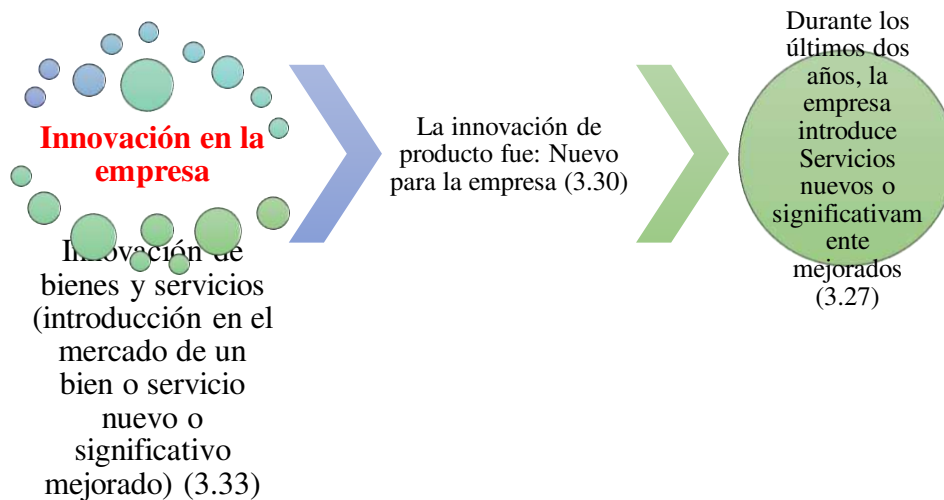 Innovación en la
empresa
Innovación de
bienes y servicios
(introducción en el
mercado de un
bien o servicio
nuevo o
significativo
mejorado) (3.33)
La innovación de
producto fue: Nuevo
para la empresa (3.30)
Durante los
últimos dos
años, la
empresa
introduce
Servicios
nuevos o
significativam
ente
mejorados
(3.27)